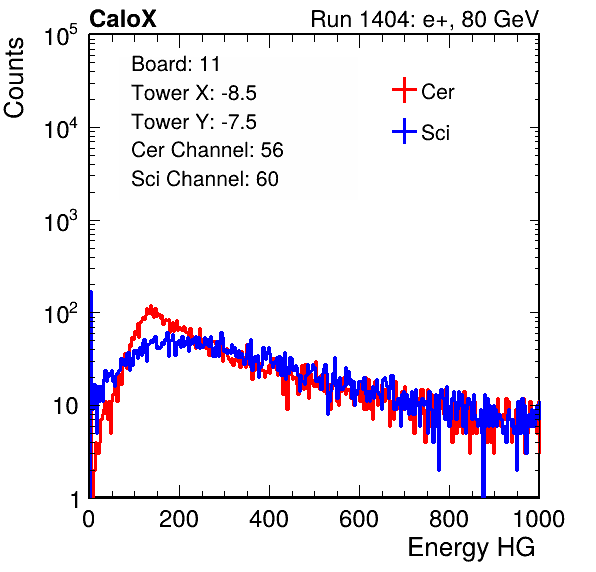 CaloX Run 1404: e+, 80 GeV
Counts
Board: 11
Tower X: -8.5
Tower Y: -7.5
Cer Channel: 56
Sci Channel: 60
Cer
Sci
10^5
10^4
10^3
10^2
10
1
0 200 400 600 800 1000
Energy HG